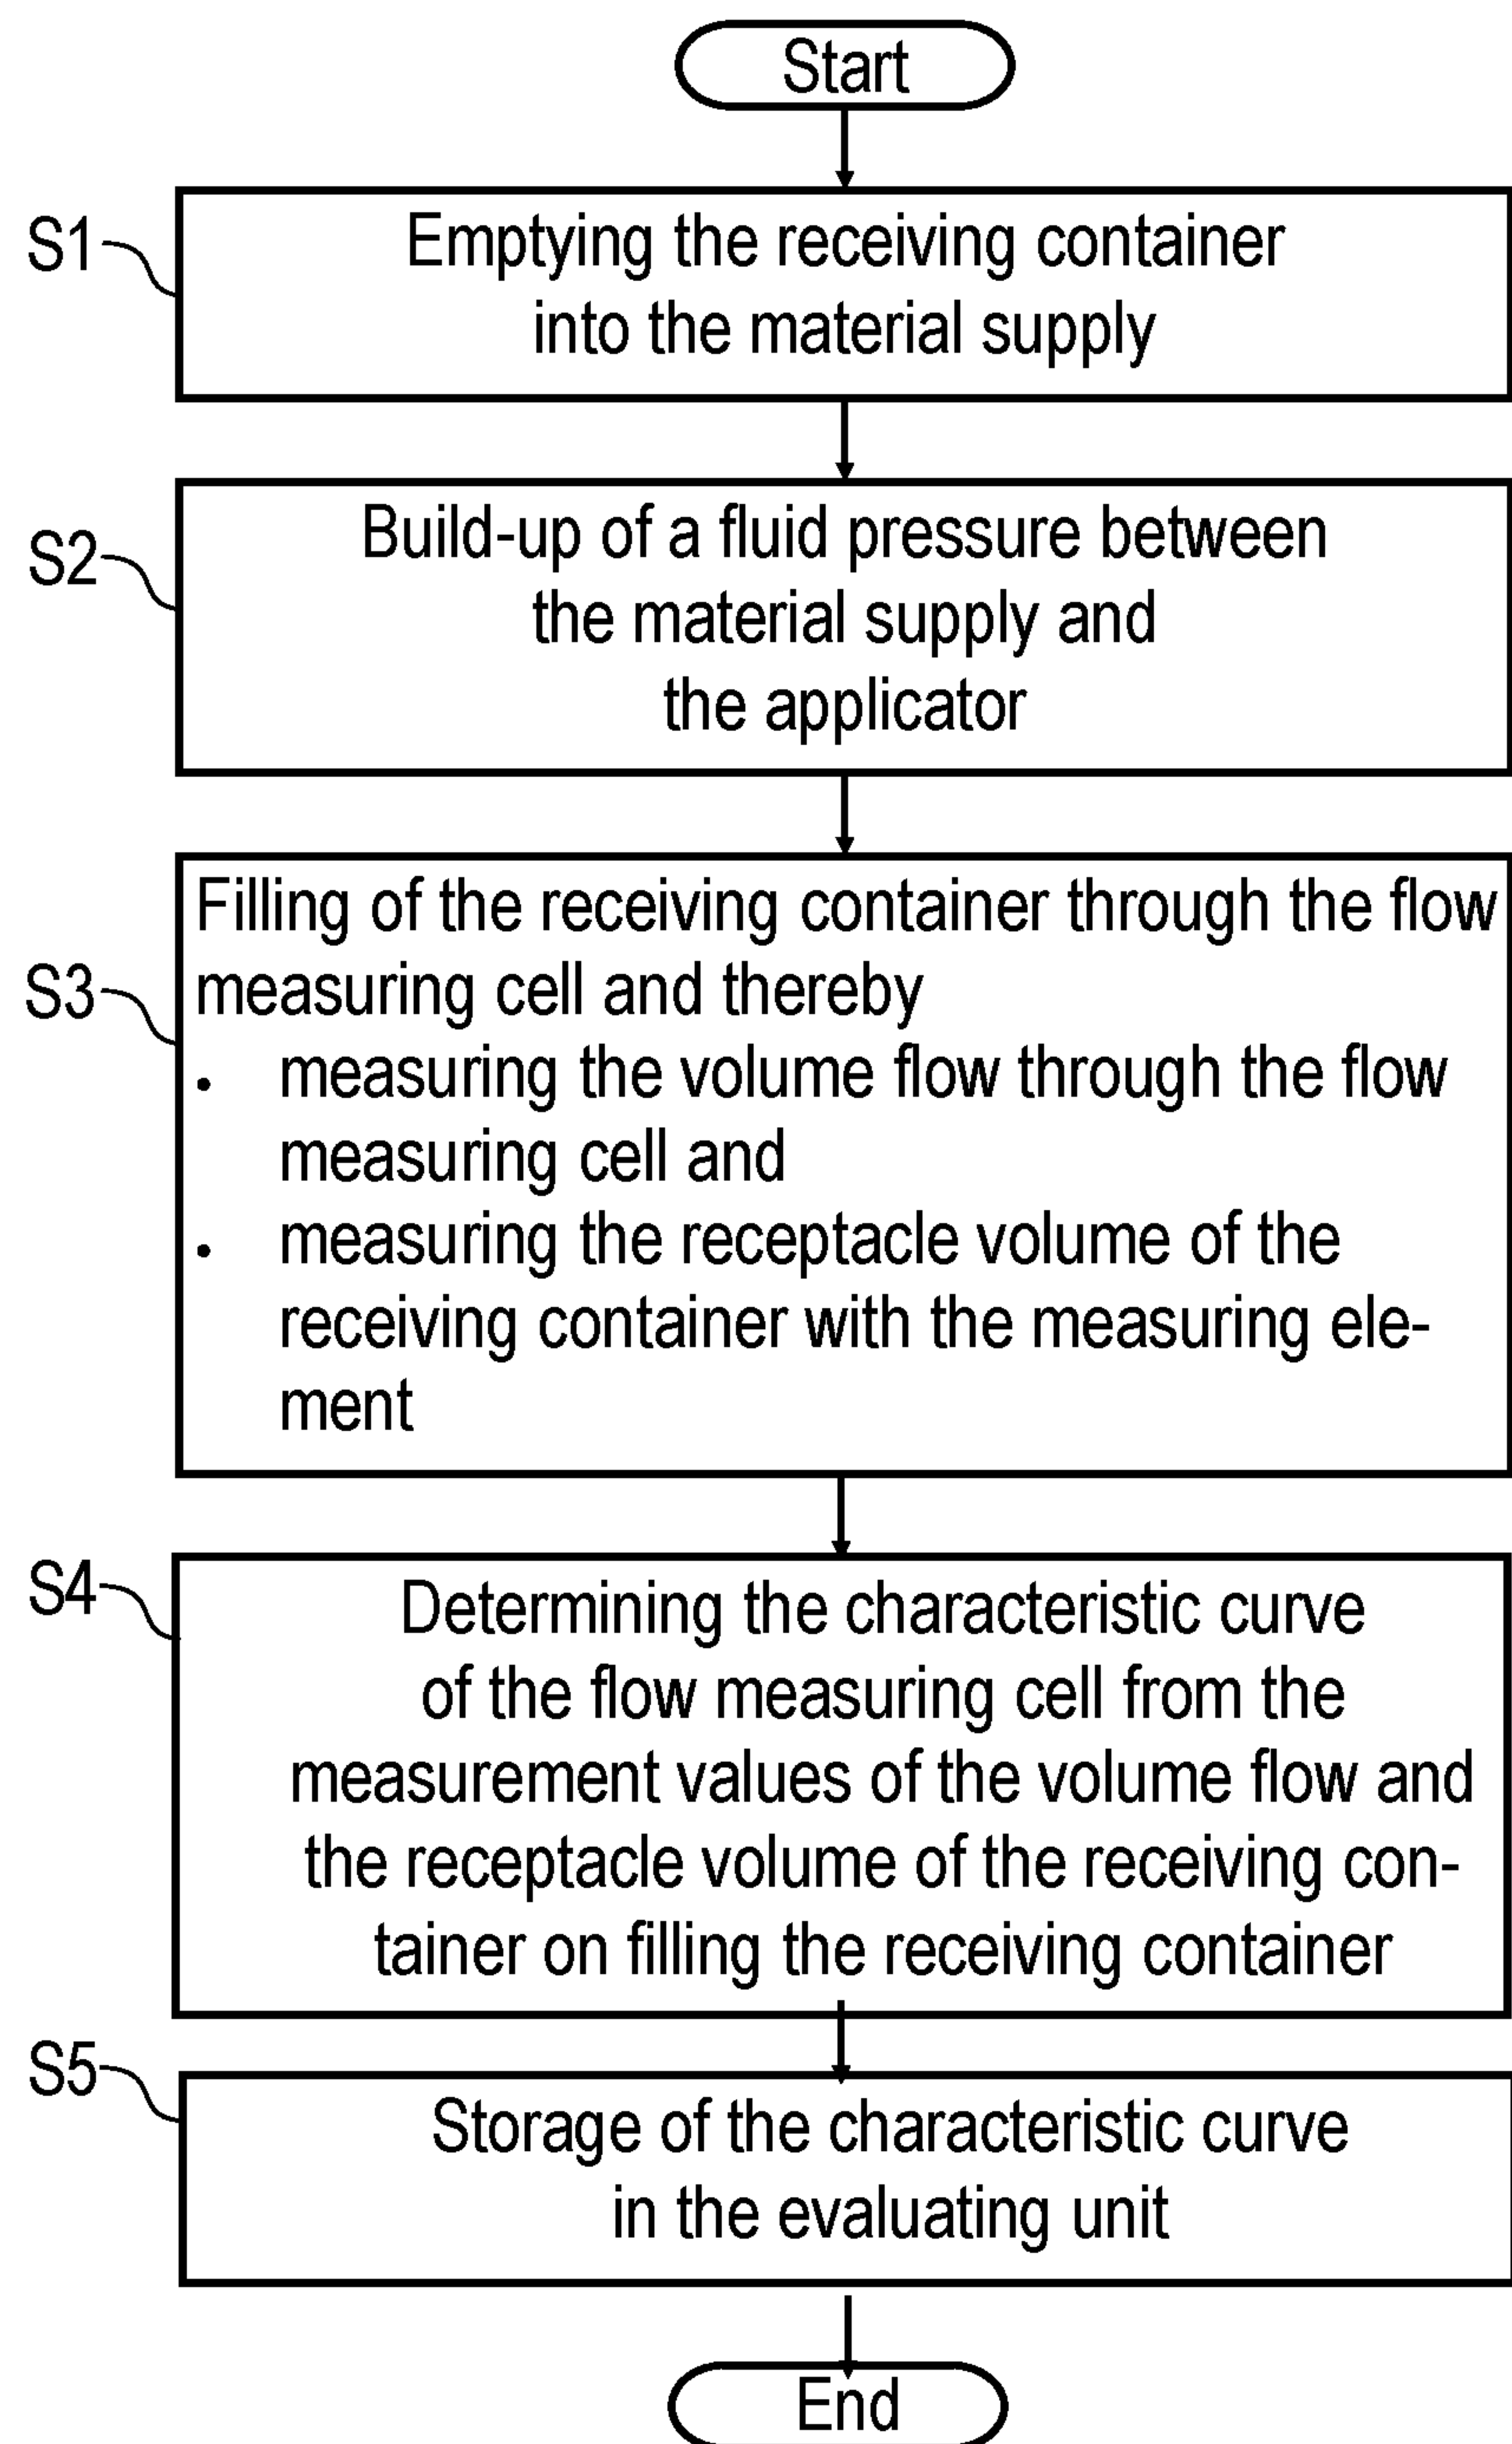 Start
S1
Emptying the receiving container
into the material supply
S2
Build-up of a fluid pressure between
the material supply and
the applicator
S3
Filling of the receiving container through the flow
measuring cell and thereby
• measuring the volume flow through the flow
measuring cell and
• measuring the receptacle volume of the
receiving container with the measuring ele-
ment
S4
Determining the characteristic curve
of the flow measuring cell from the
measurement values of the volume flow and
the receptacle volume of the receiving con-
tainer on filling the receiving container
S5
Storage of the characteristic curve
in the evaluating unit
End